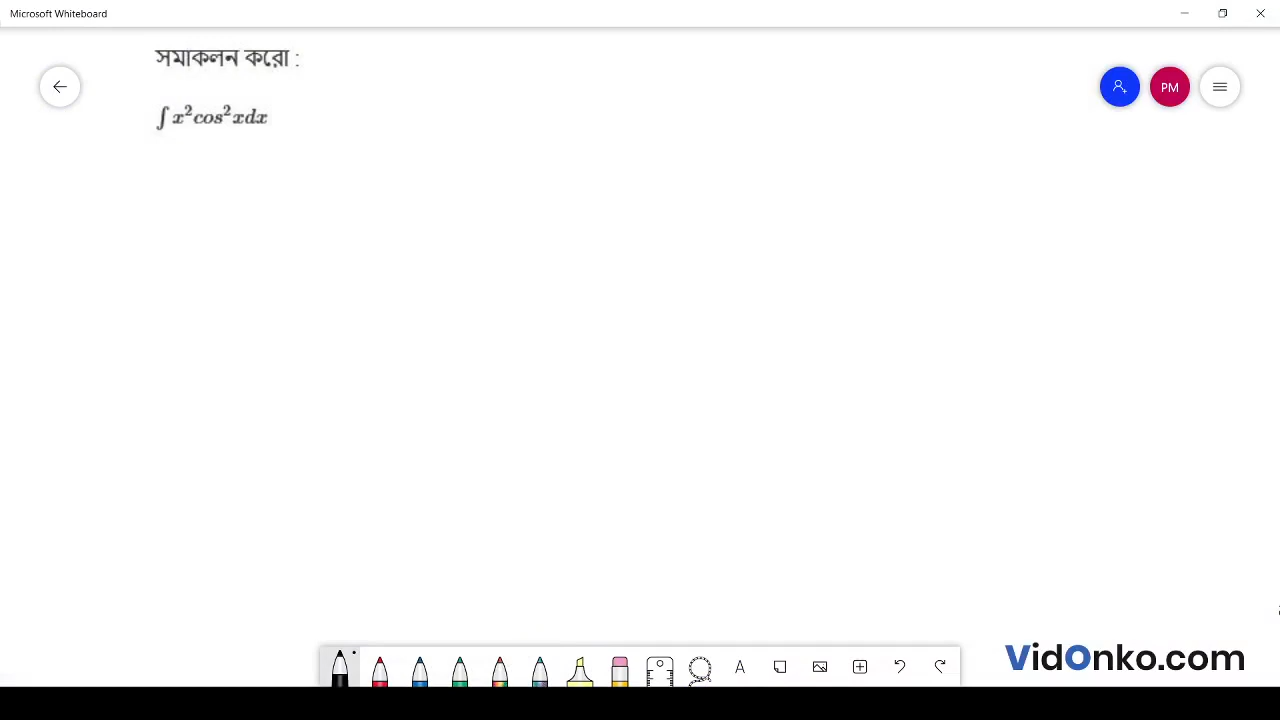 Microsoft Whiteboard
সমাকলন করো :
∫ x²cos²xdx
PM
A
VidOnko.com